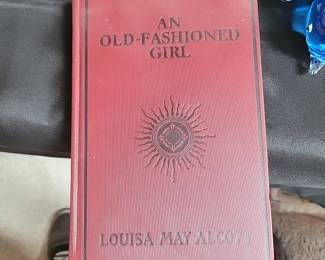 AN
OLD-FASHIONED
GIRL
LOUISA MAY ALCOTT